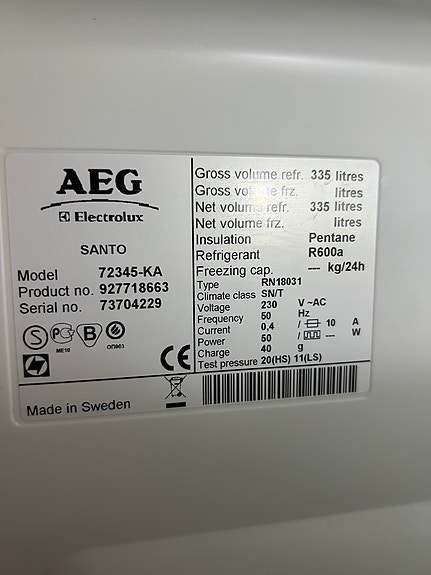 AEG
Electrolux
SANTO
Model 72345-KA
Product no. 927718663
Serial no. 73704229
S PC B
ME10 ОП063
CE
Made in Sweden
Gross volume refr. 335 litres
Gross volume frz. litres
Net volume refr. 335 litres
Net volume frz. litres
Insulation Pentane
Refrigerant R600a
Freezing cap. --- kg/24h
Type RN18031
Climate class SN/T
Voltage 230 V ~AC
Frequency 50 Hz
Current 0,4 / 10 A
Power 50 / --- W
Charge 40 g
Test pressure 20(HS) 11(LS)